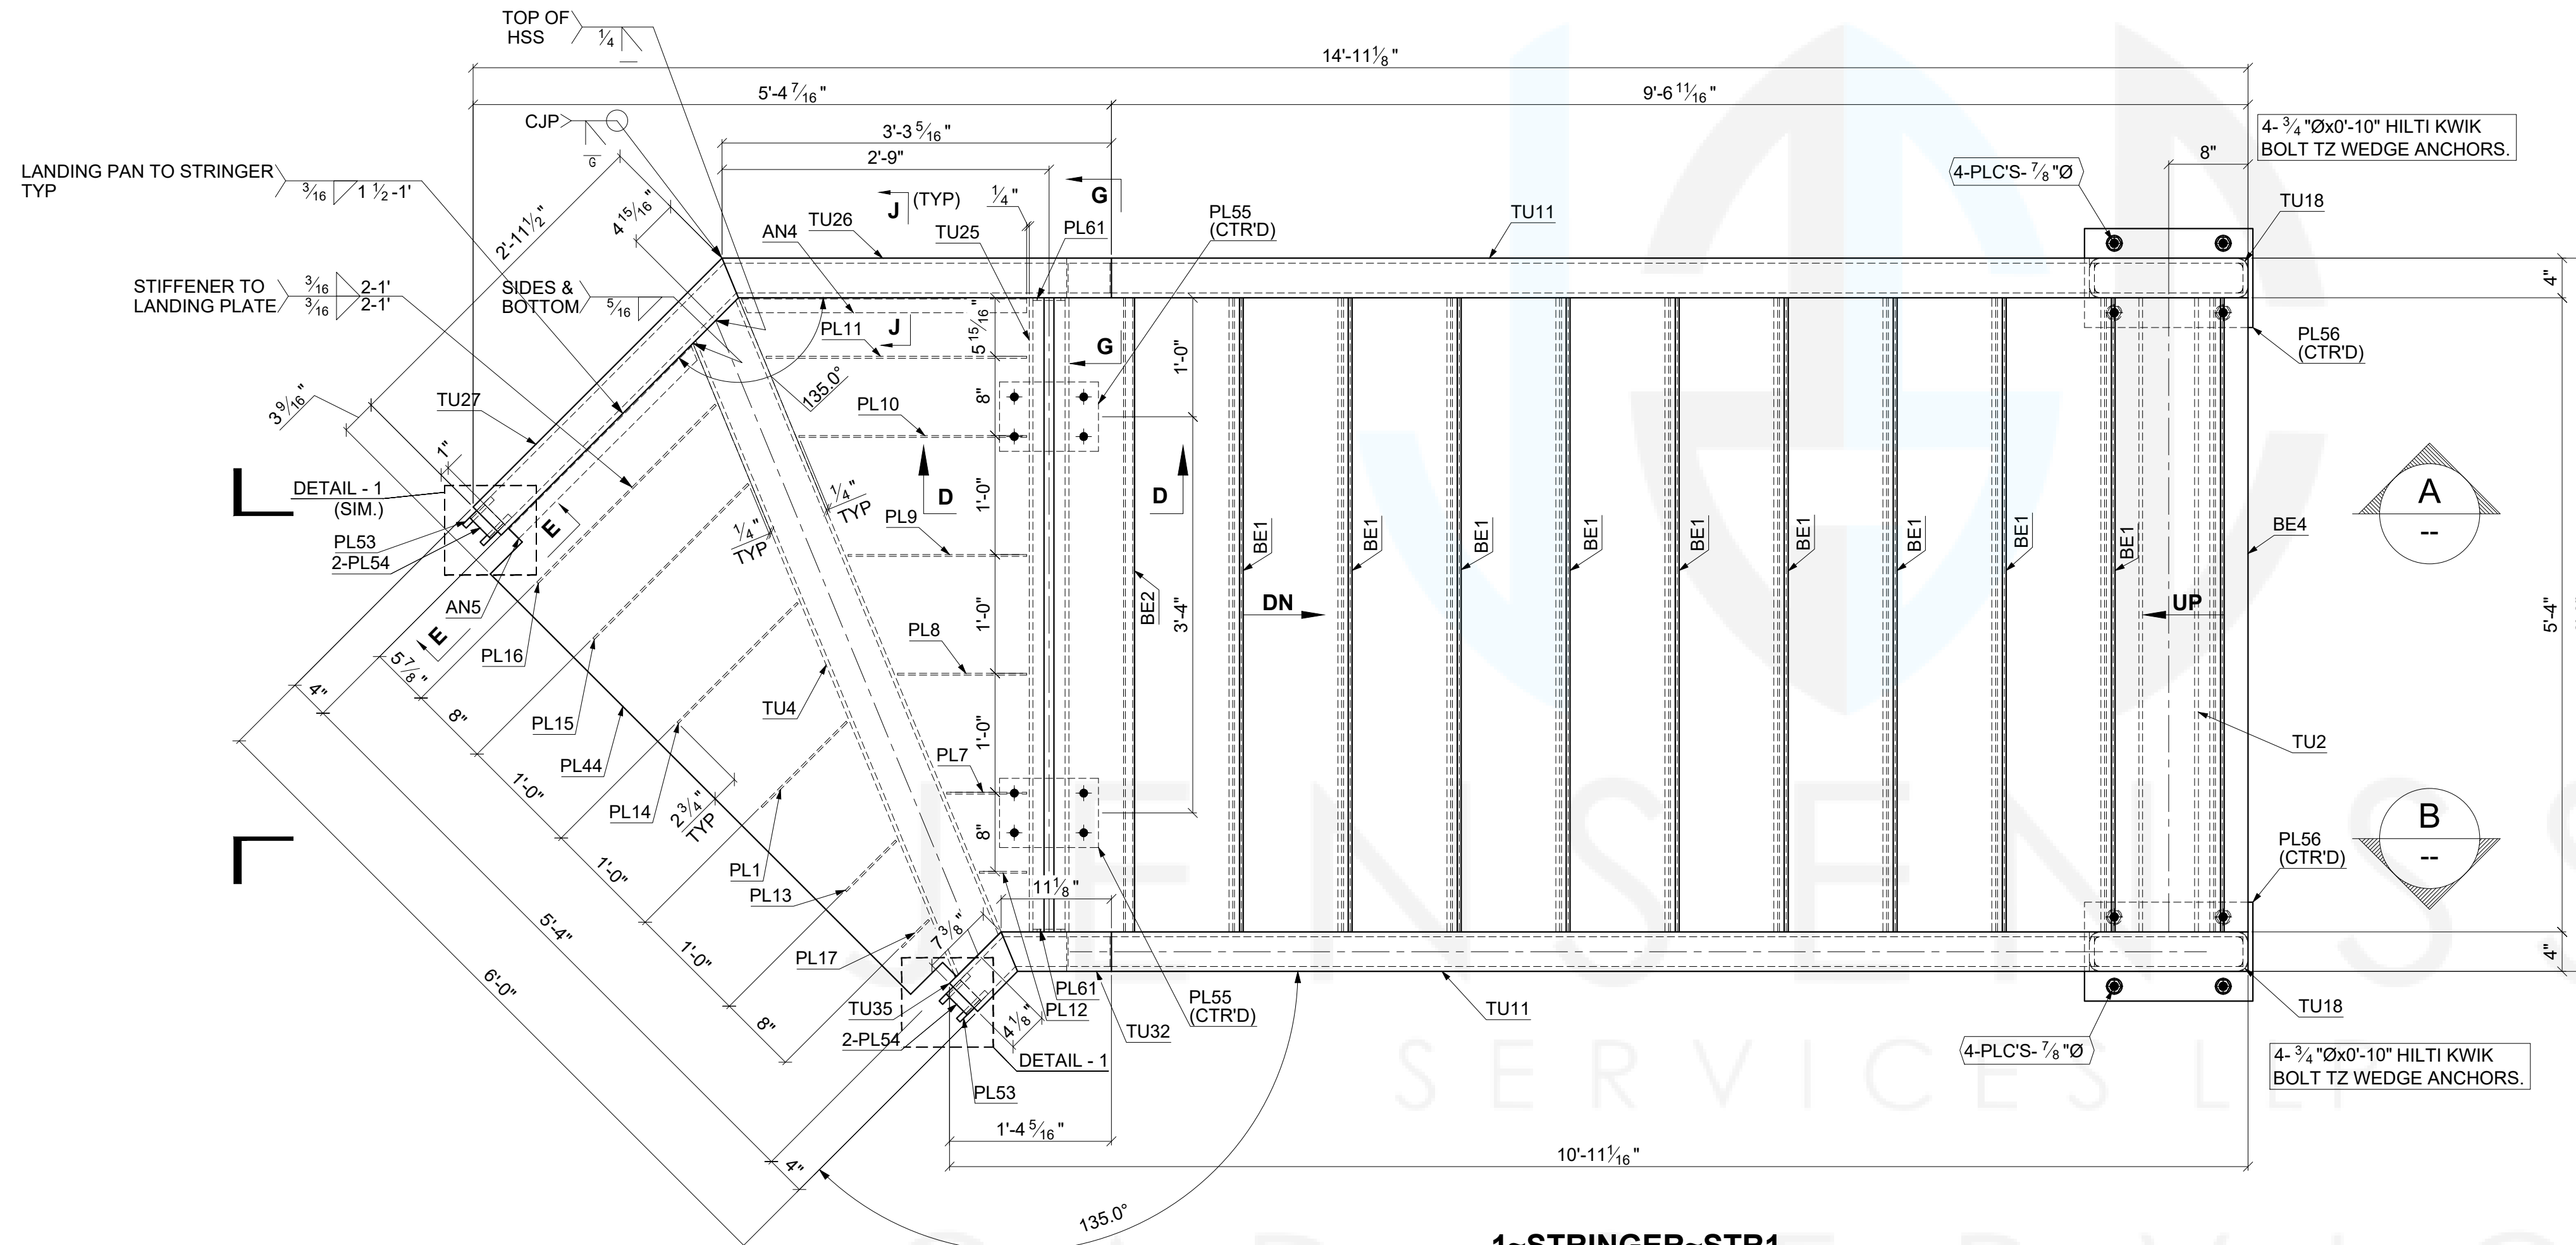 TOP OF
HSS
1/4
14'-11 1/8"
5'-4 7/16"
9'-6 11/16"
CJP
G
3'-3 5/16"
2'-9"
8"
4- 3/4"Øx0'-10" HILTI KWIK
BOLT TZ WEDGE ANCHORS.
4-PLC'S- 7/8"Ø
LANDING PAN TO STRINGER
TYP
3/16
1 1/2 -1'
2'-11 1/2"
4 15/16"
J
(TYP)
1/4"
G
AN4
TU26
TU25
PL61
PL55
(CTR'D)
TU11
TU18
STIFFENER TO
LANDING PLATE
3/16
2-1'
3/16
2-1'
SIDES &
BOTTOM
5/16
4"
PL11
J
5 15/16"
G
1'-0"
PL56
(CTR'D)
135.0°
3 9/16"
TU27
PL10
8"
1"
DETAIL - 1
(SIM.)
D
1'-0"
D
A
--
1/4"
TYP
1/4"
TYP
PL9
E
BE1
BE1
BE1
BE1
BE1
BE1
BE1
BE1
BE1
BE4
PL53
2-PL54
AN5
BE2
DN
UP
1'-0"
3'-4"
5'-4"
PL8
E
PL16
5 7/8"
4"
8"
PL15
TU4
1'-0"
TU2
PL44
PL7
PL14
2 3/4"
TYP
1'-0"
8"
B
--
PL56
(CTR'D)
PL1
PL13
1'-0"
11 1/8"
5'-4"
6'-0"
1'-0"
PL17
7 3/8"
4"
8"
TU35
2-PL54
4 1/8"
PL61
PL12
PL55
(CTR'D)
TU32
TU11
TU18
DETAIL - 1
4-PLC'S- 7/8"Ø
4- 3/4"Øx0'-10" HILTI KWIK
BOLT TZ WEDGE ANCHORS.
PL53
1'-4 5/16"
4"
10'-11 1/16"
135.0°
1~STRINGER~STR1
JENSENS
SERVICES LLP